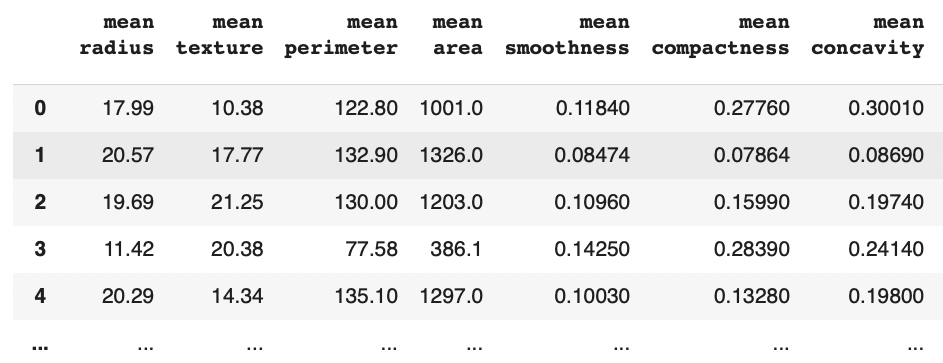 mean mean mean mean mean mean mean
radius texture perimeter area smoothness compactness concavity
0 17.99 10.38 122.80 1001.0 0.11840 0.27760 0.30010
1 20.57 17.77 132.90 1326.0 0.08474 0.07864 0.08690
2 19.69 21.25 130.00 1203.0 0.10960 0.15990 0.19740
3 11.42 20.38 77.58 386.1 0.14250 0.28390 0.24140
4 20.29 14.34 135.10 1297.0 0.10030 0.13280 0.19800
... ... ... ... ... ... ... ...